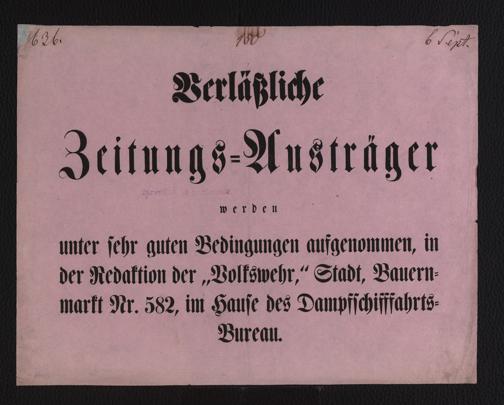 1636.
6 Sept.
Verläßliche
Zeitungs=Austräger
werden
unter sehr guten Bedingungen aufgenommen, in
der Redaktion der „Volkswehr,“ Stadt, Bauern-
markt Nr. 582, im Hause des Dampfschifffahrts-
Bureau.